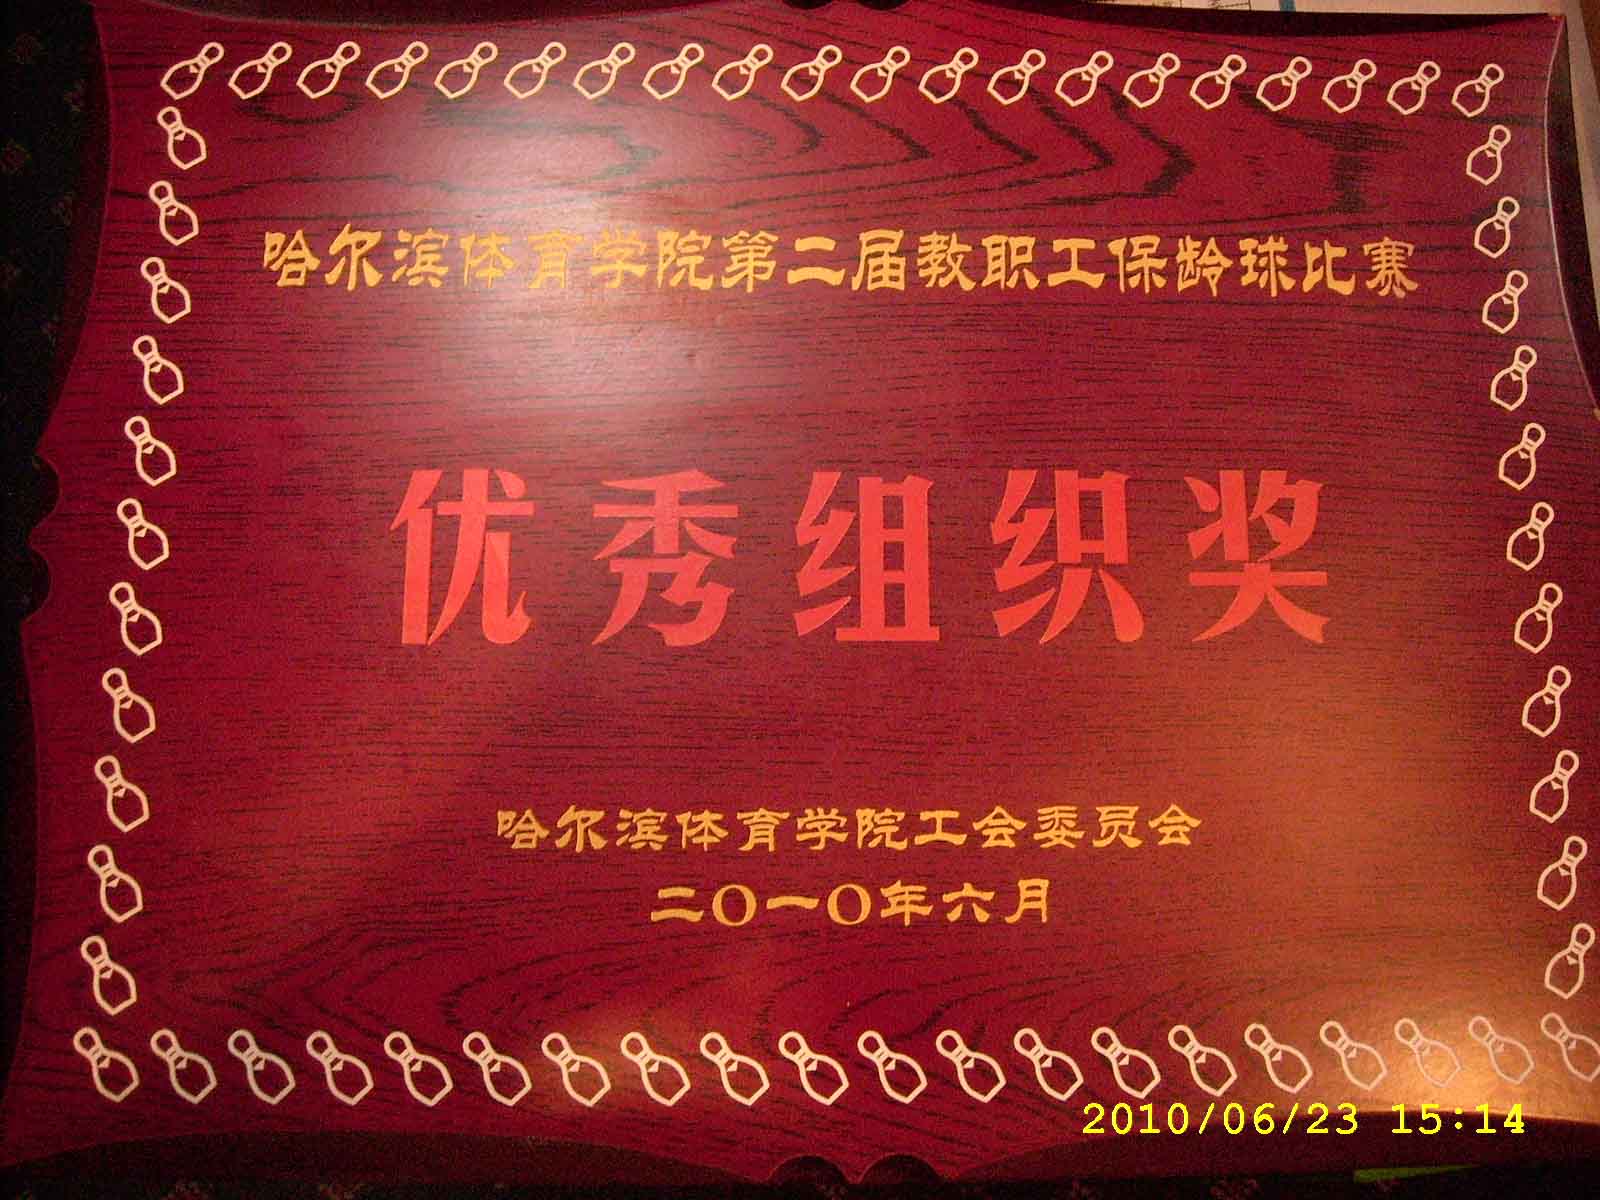 哈尔滨体育学院第二届教职工保龄球比赛
优秀组织奖
哈尔滨体育学院工会委员会
二〇一〇年六月
2010/06/23 15:14